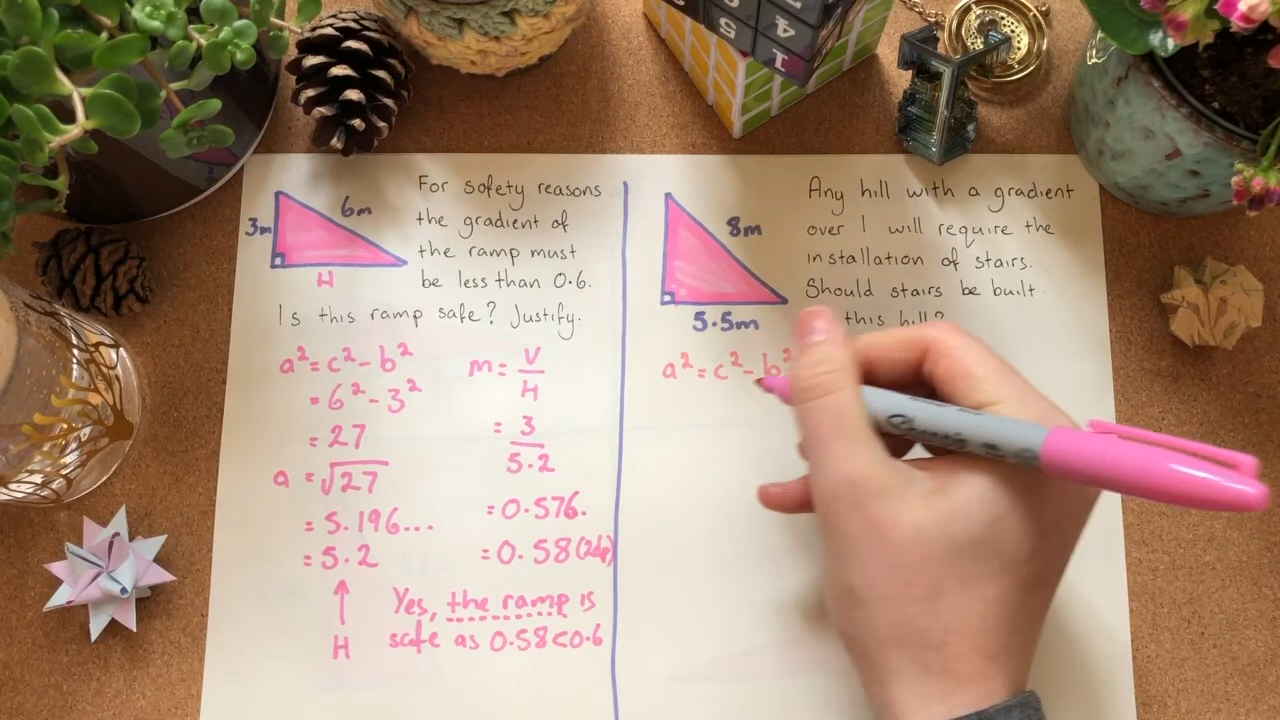 3m
6m
H
For safety reasons
the gradient of
the ramp must
be less than 0.6.
Is this ramp safe? Justify.
a² = c² - b²
= 6² - 3²
= 27
a = √27
= 5.196...
= 5.2
↑
H
m = V/H
= 3/5.2
= 0.576.
= 0.58 (2dp)
Yes, the ramp is
safe as 0.58<0.6
8m
5.5m
Any hill with a gradient
over 1 will require the
installation of stairs.
Should stairs be built
this hill?
a² = c² - b²
5
4
1